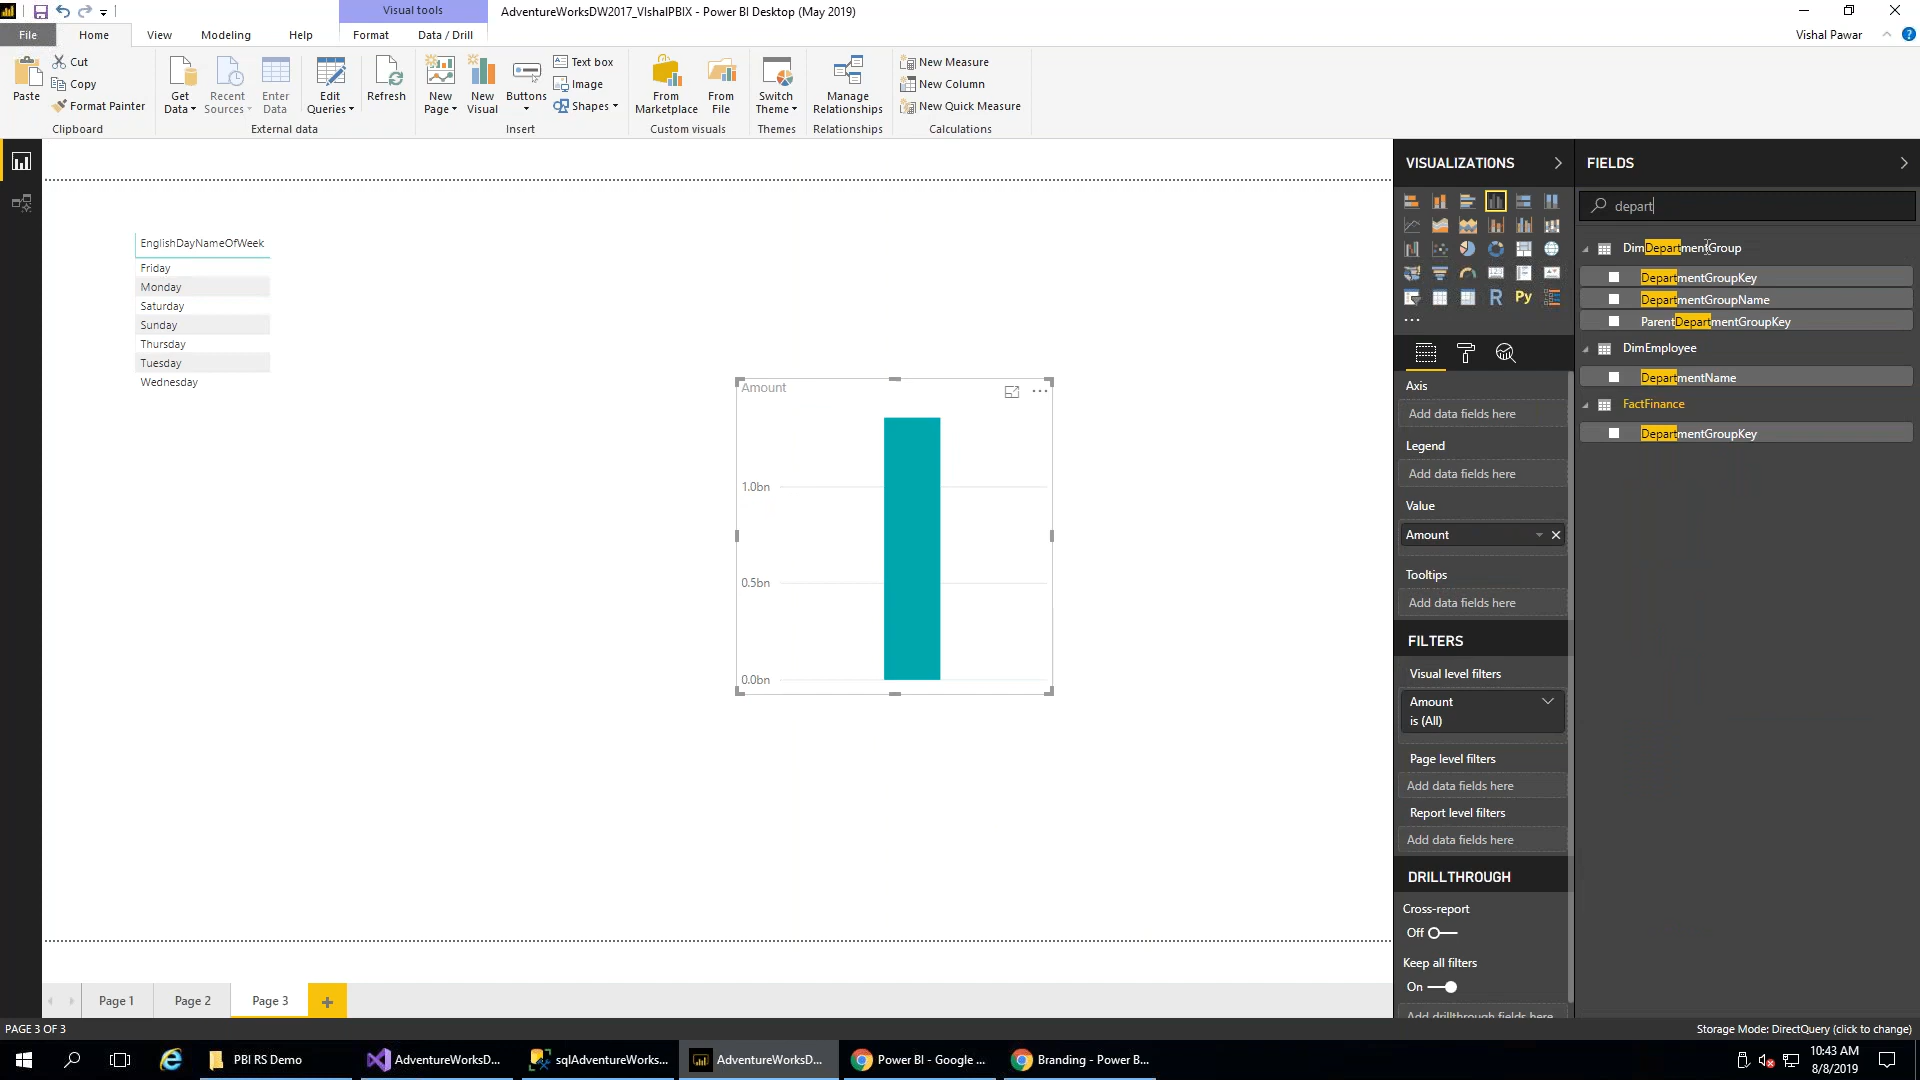 Visual tools
AdventureWorksDW2017_VIshalPBIX - Power BI Desktop (May 2019)
File Home View Modeling Help Format Data / Drill
Vishal Pawar
Paste
Cut
Copy
Format Painter
Clipboard
Get Data
Recent Sources
Enter Data
External data
Edit Queries
Refresh
New Page
New Visual
Buttons
Text box
Image
Shapes
Insert
From Marketplace
From File
Custom visuals
Switch Theme
Themes
Manage Relationships
Relationships
New Measure
New Column
New Quick Measure
Calculations
EnglishDayNameOfWeek
Friday
Monday
Saturday
Sunday
Thursday
Tuesday
Wednesday
Amount
1.0bn
0.5bn
0.0bn
VISUALIZATIONS
R Py
Axis
Add data fields here
Legend
Add data fields here
Value
Amount
Tooltips
Add data fields here
FILTERS
Visual level filters
Amount
is (All)
Page level filters
Add data fields here
Report level filters
Add data fields here
DRILLTHROUGH
Cross-report
Off
Keep all filters
On
Add drillthrough fields here
FIELDS
depart
DimDepartmentGroup
DepartmentGroupKey
DepartmentGroupName
ParentDepartmentGroupKey
DimEmployee
DepartmentName
FactFinance
DepartmentGroupKey
Page 1 Page 2 Page 3 +
PAGE 3 OF 3
Storage Mode: DirectQuery (click to change)
PBI RS Demo
AdventureWorksD...
sqlAdventureWorks...
AdventureWorksD...
Power BI - Google ...
Branding - Power B...
10:43 AM
8/8/2019